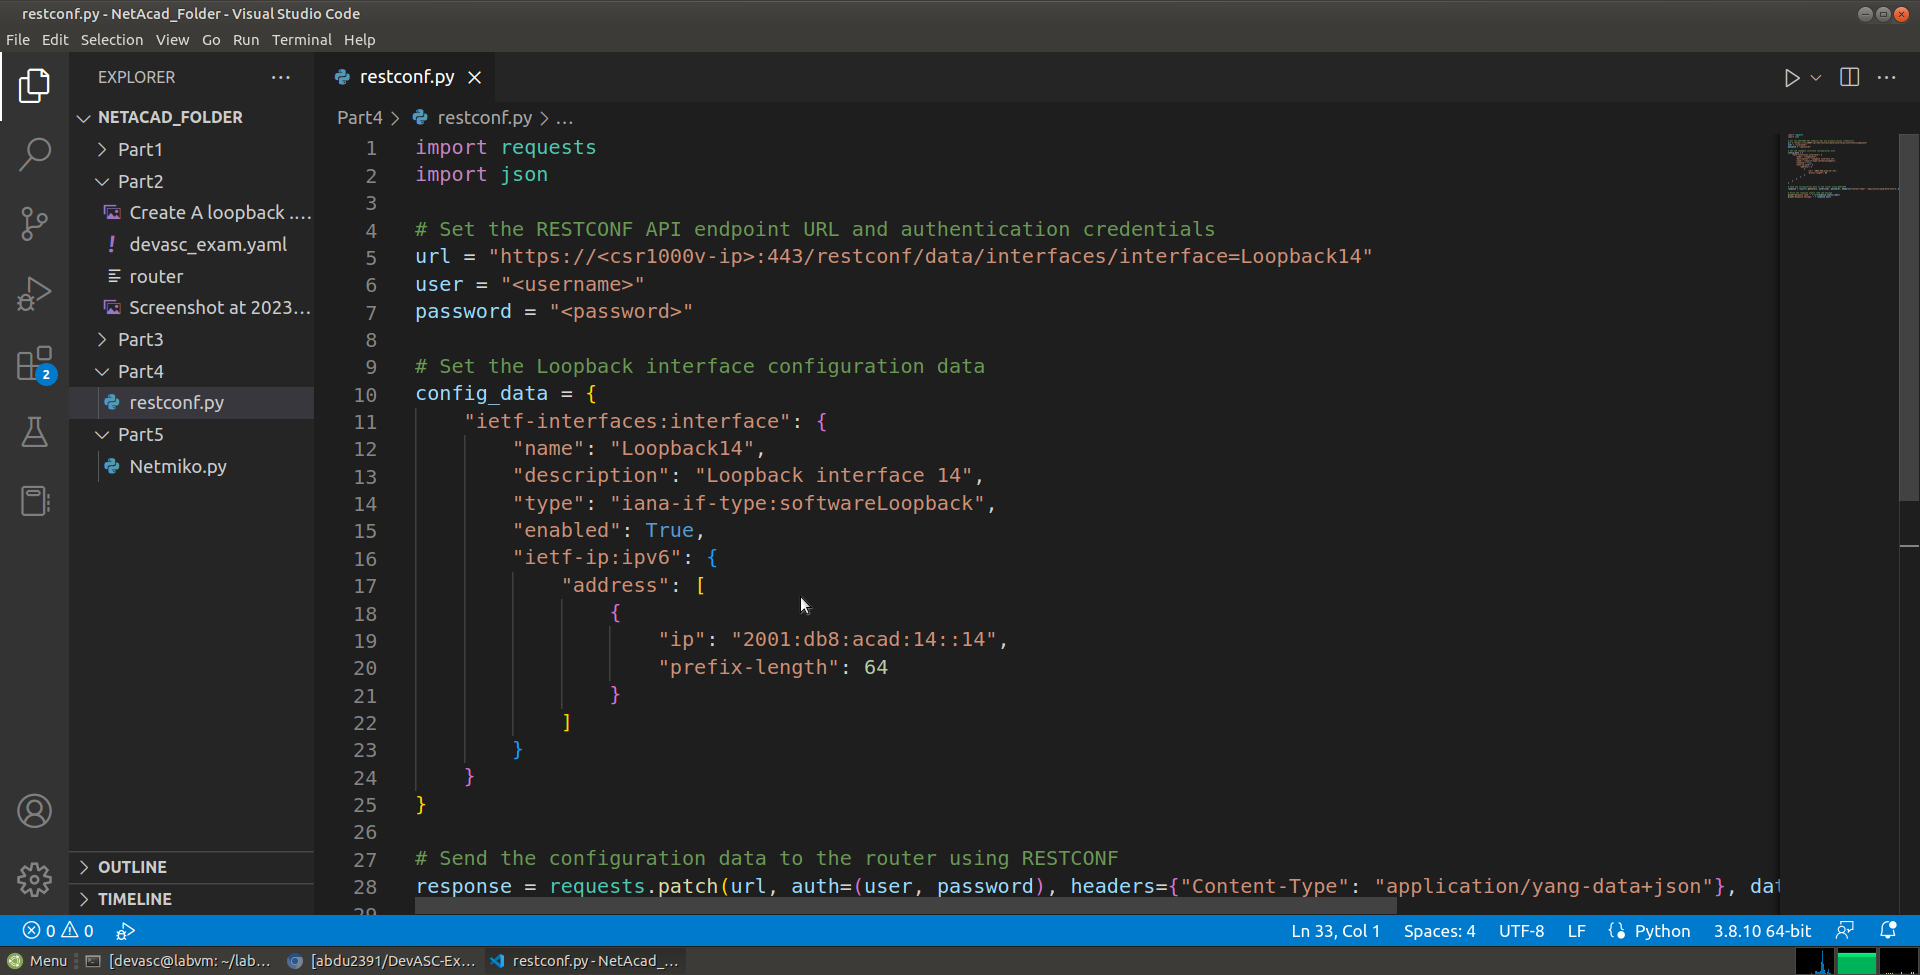 restconf.py - NetAcad_Folder - Visual Studio Code
File Edit Selection View Go Run Terminal Help
EXPLORER
restconf.py
NETACAD_FOLDER
Part1
Part2
Create A loopback ....
devasc_exam.yaml
router
Screenshot at 2023...
Part3
Part4
restconf.py
Part5
Netmiko.py
OUTLINE
TIMELINE
2
Part4 > restconf.py > ...
1 import requests
2 import json
3
4 # Set the RESTCONF API endpoint URL and authentication credentials
5 url = "https://<csr1000v-ip>:443/restconf/data/interfaces/interface=Loopback14"
6 user = "<username>"
7 password = "<password>"
8
9 # Set the Loopback interface configuration data
10 config_data = {
11 "ietf-interfaces:interface": {
12 "name": "Loopback14",
13 "description": "Loopback interface 14",
14 "type": "iana-if-type:softwareLoopback",
15 "enabled": True,
16 "ietf-ip:ipv6": {
17 "address": [
18 {
19 "ip": "2001:db8:acad:14::14",
20 "prefix-length": 64
21 }
22 ]
23 }
24 }
25 }
26
27 # Send the configuration data to the router using RESTCONF
28 response = requests.patch(url, auth=(user, password), headers={"Content-Type": "application/yang-data+json"}, dat
29
0 0 Ln 33, Col 1 Spaces: 4 UTF-8 LF Python 3.8.10 64-bit
Menu [devasc@labvm: ~/lab... [abdu2391/DevASC-Ex... restconf.py - NetAcad_...